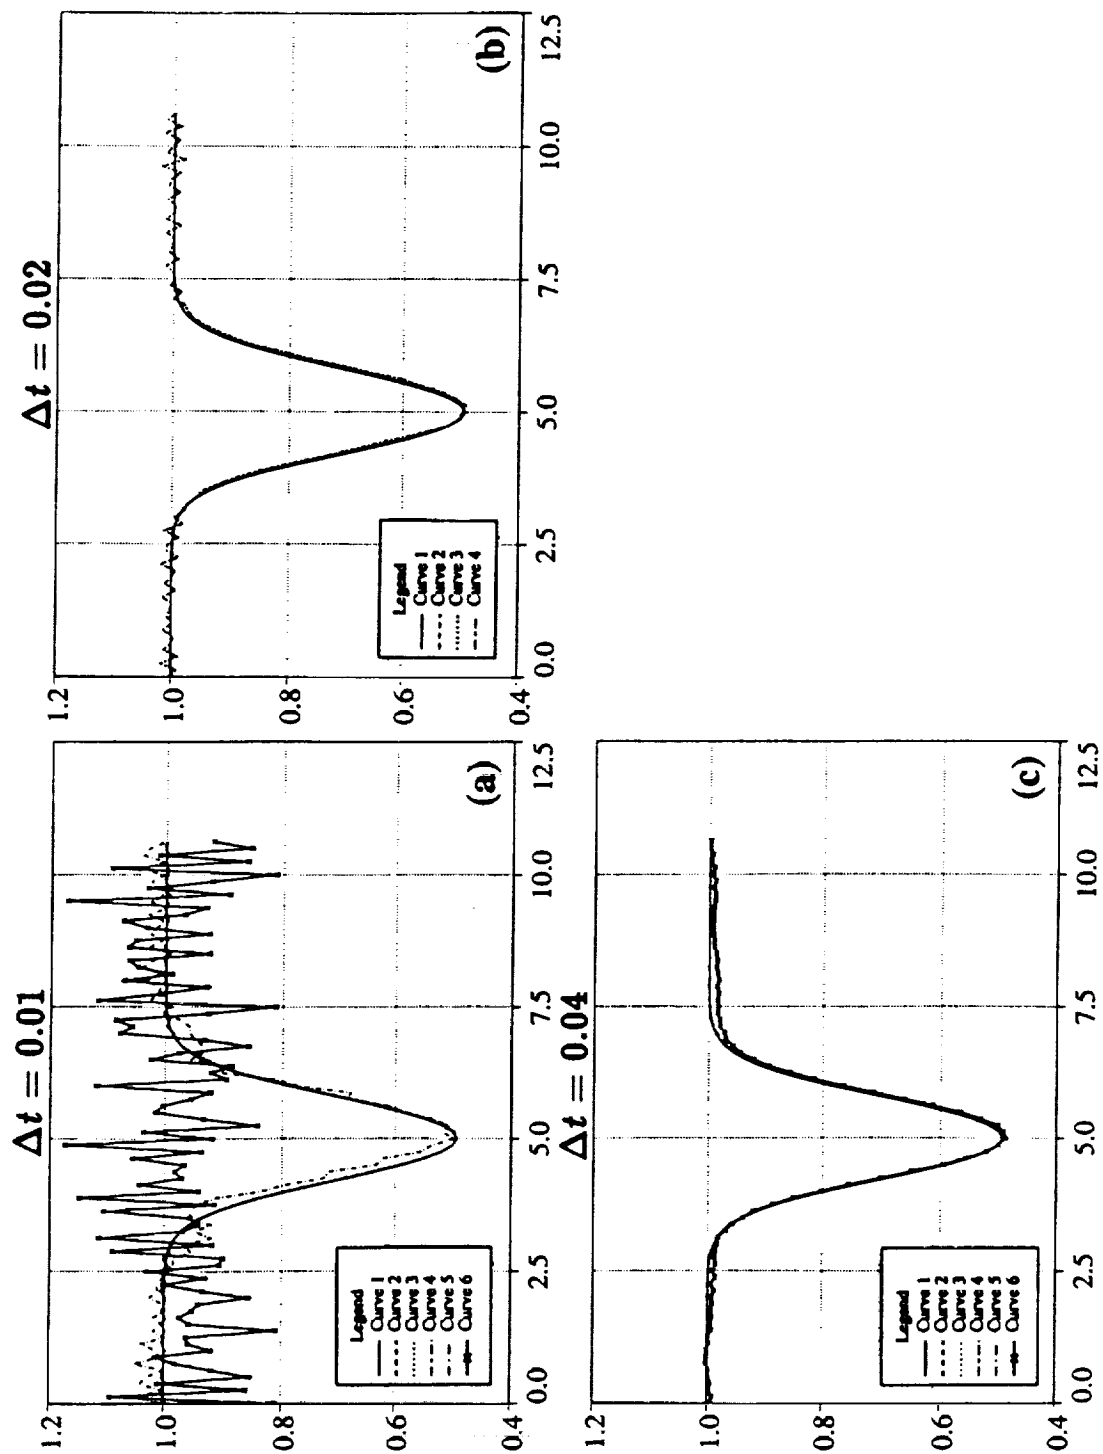 Δt = 0.01
1.2
1.0
0.8
0.6
0.4
0.0
2.5
5.0
7.5
10.0
12.5
Legend
Curve 1
Curve 2
Curve 3
Curve 4
Curve 5
Curve 6
(a)
Δt = 0.02
1.2
1.0
0.8
0.6
0.4
0.0
2.5
5.0
7.5
10.0
12.5
Legend
Curve 1
Curve 2
Curve 3
Curve 4
(b)
Δt = 0.04
1.2
1.0
0.8
0.6
0.4
0.0
2.5
5.0
7.5
10.0
12.5
Legend
Curve 1
Curve 2
Curve 3
Curve 4
Curve 5
Curve 6
(c)